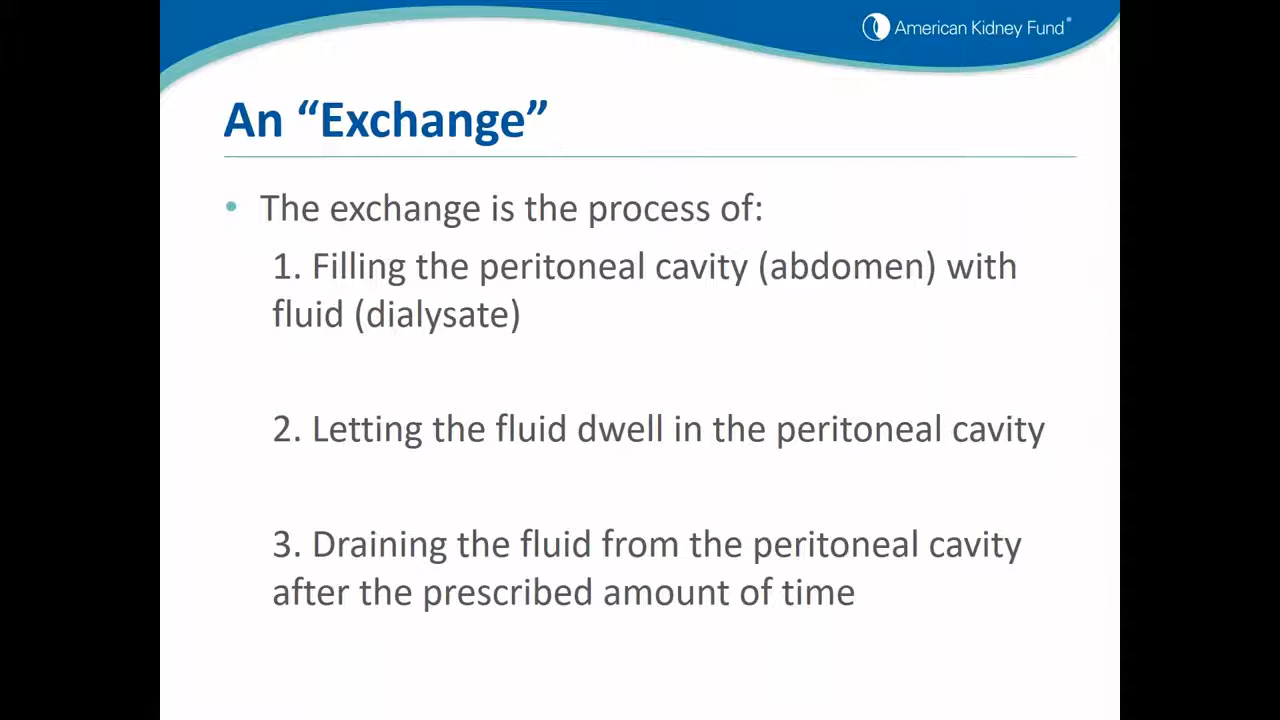 American Kidney Fund®
An “Exchange”
• The exchange is the process of:
1. Filling the peritoneal cavity (abdomen) with
fluid (dialysate)
2. Letting the fluid dwell in the peritoneal cavity
3. Draining the fluid from the peritoneal cavity
after the prescribed amount of time